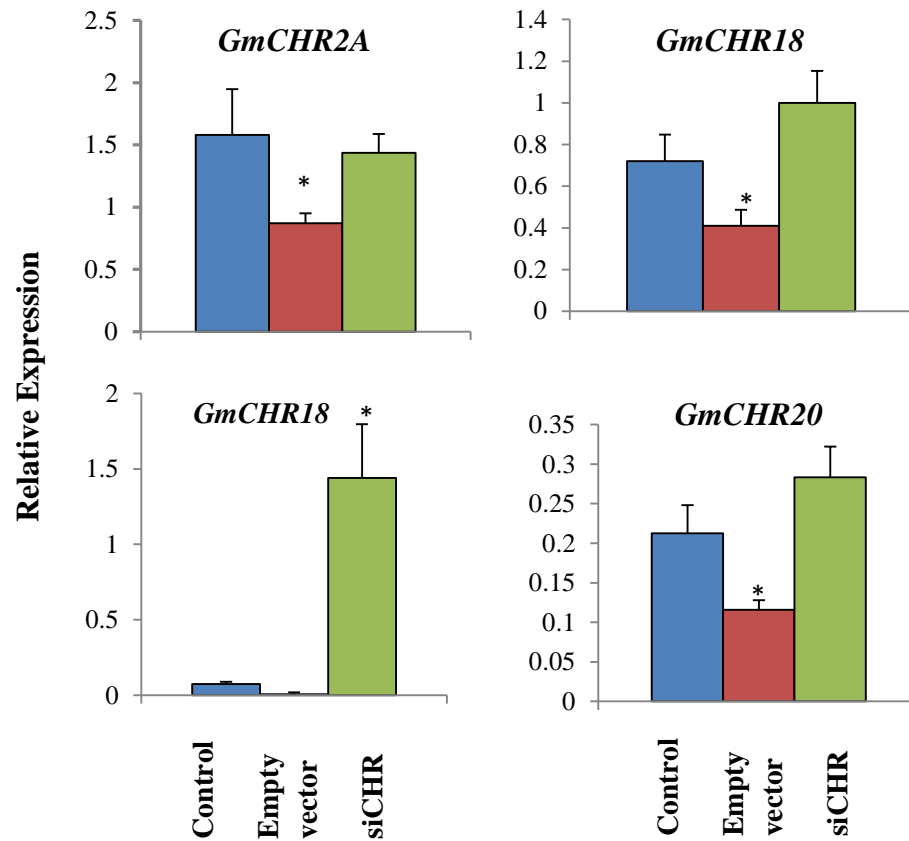 Relative Expression
GmCHR2A
2.5
2
1.5
1
0.5
0
*
GmCHR18
1.4
1.2
1
0.8
0.6
0.4
0.2
0
*
GmCHR18
2
1.5
1
0.5
0
*
Control
Empty
vector
siCHR
GmCHR20
0.35
0.3
0.25
0.2
0.15
0.1
0.05
0
*
Control
Empty
vector
siCHR